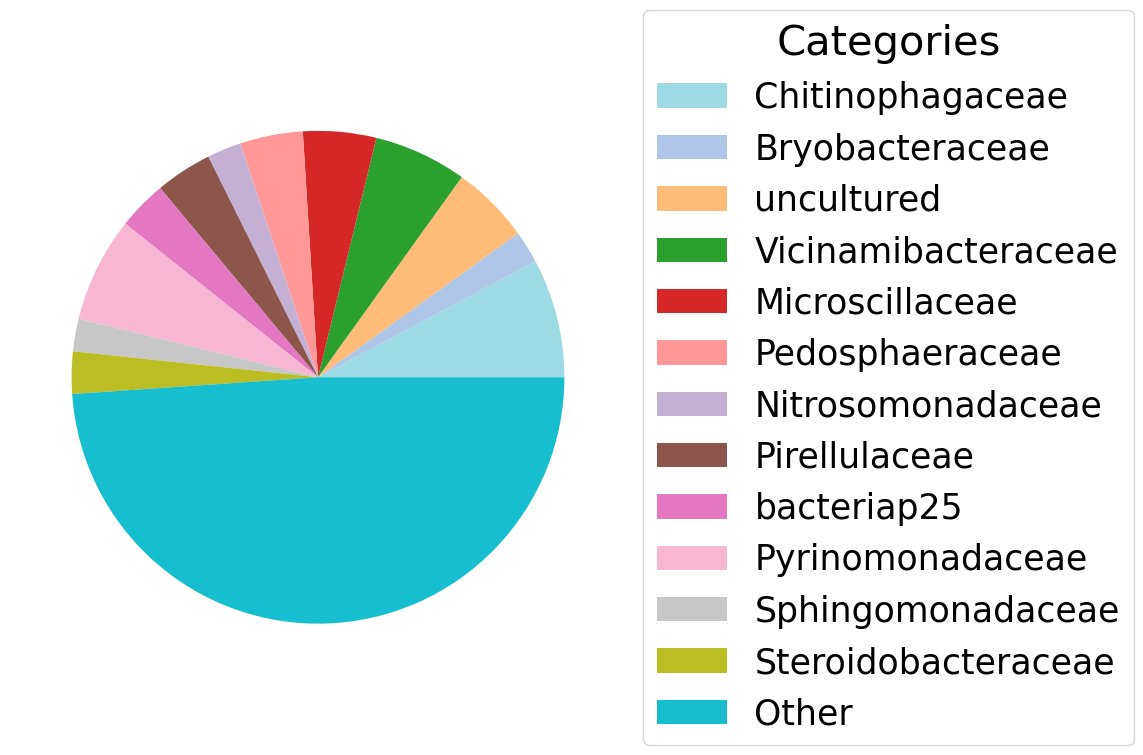 Categories
Chitinophagaceae
Bryobacteraceae
uncultured
Vicinamibacteraceae
Microscillaceae
Pedosphaeraceae
Nitrosomonadaceae
Pirellulaceae
bacteriap25
Pyrinomonadaceae
Sphingomonadaceae
Steroidobacteraceae
Other